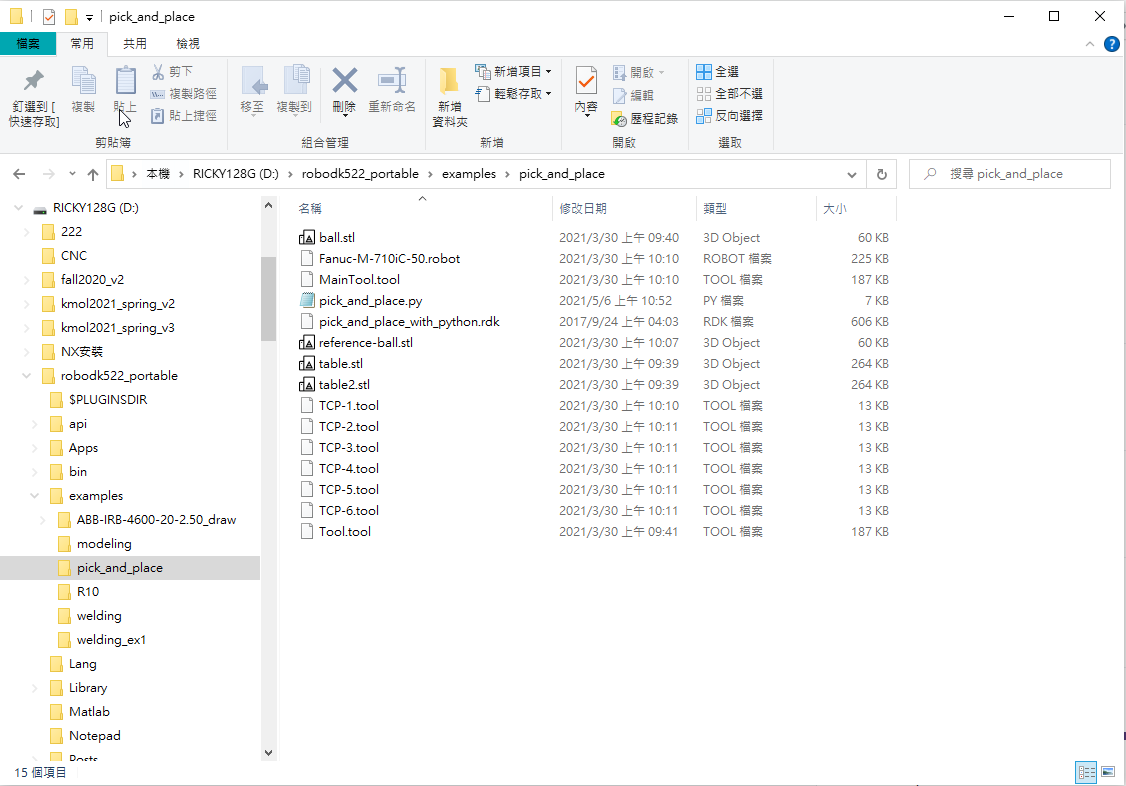 pick_and_place
檔案 常用 共用 檢視
釘選到 [
快速存取]
複製
貼上
剪下
複製路徑
貼上捷徑
剪貼簿
移至
複製到
刪除
重新命名
組合管理
新增
資料夾
新增項目
輕鬆存取
新增
內容
開啟
編輯
歷程記錄
開啟
全選
全部不選
反向選擇
選取
本機 › RICKY128G (D:) › robodk522_portable › examples › pick_and_place
搜尋 pick_and_place
RICKY128G (D:)
222
CNC
fall2020_v2
kmol2021_spring_v2
kmol2021_spring_v3
NX安裝
robodk522_portable
$PLUGINSDIR
api
Apps
bin
examples
ABB-IRB-4600-20-2.50_draw
modeling
pick_and_place
R10
welding
welding_ex1
Lang
Library
Matlab
Notepad
Posts
名稱 修改日期 類型 大小
ball.stl 2021/3/30 上午 09:40 3D Object 60 KB
Fanuc-M-710iC-50.robot 2021/3/30 上午 10:10 ROBOT 檔案 225 KB
MainTool.tool 2021/3/30 上午 10:10 TOOL 檔案 187 KB
pick_and_place.py 2021/5/6 上午 10:52 PY 檔案 7 KB
pick_and_place_with_python.rdk 2017/9/24 上午 04:03 RDK 檔案 606 KB
reference-ball.stl 2021/3/30 上午 10:07 3D Object 60 KB
table.stl 2021/3/30 上午 09:39 3D Object 264 KB
table2.stl 2021/3/30 上午 09:39 3D Object 264 KB
TCP-1.tool 2021/3/30 上午 10:10 TOOL 檔案 13 KB
TCP-2.tool 2021/3/30 上午 10:11 TOOL 檔案 13 KB
TCP-3.tool 2021/3/30 上午 10:11 TOOL 檔案 13 KB
TCP-4.tool 2021/3/30 上午 10:11 TOOL 檔案 13 KB
TCP-5.tool 2021/3/30 上午 10:11 TOOL 檔案 13 KB
TCP-6.tool 2021/3/30 上午 10:11 TOOL 檔案 13 KB
Tool.tool 2021/3/30 上午 09:41 TOOL 檔案 187 KB
15 個項目